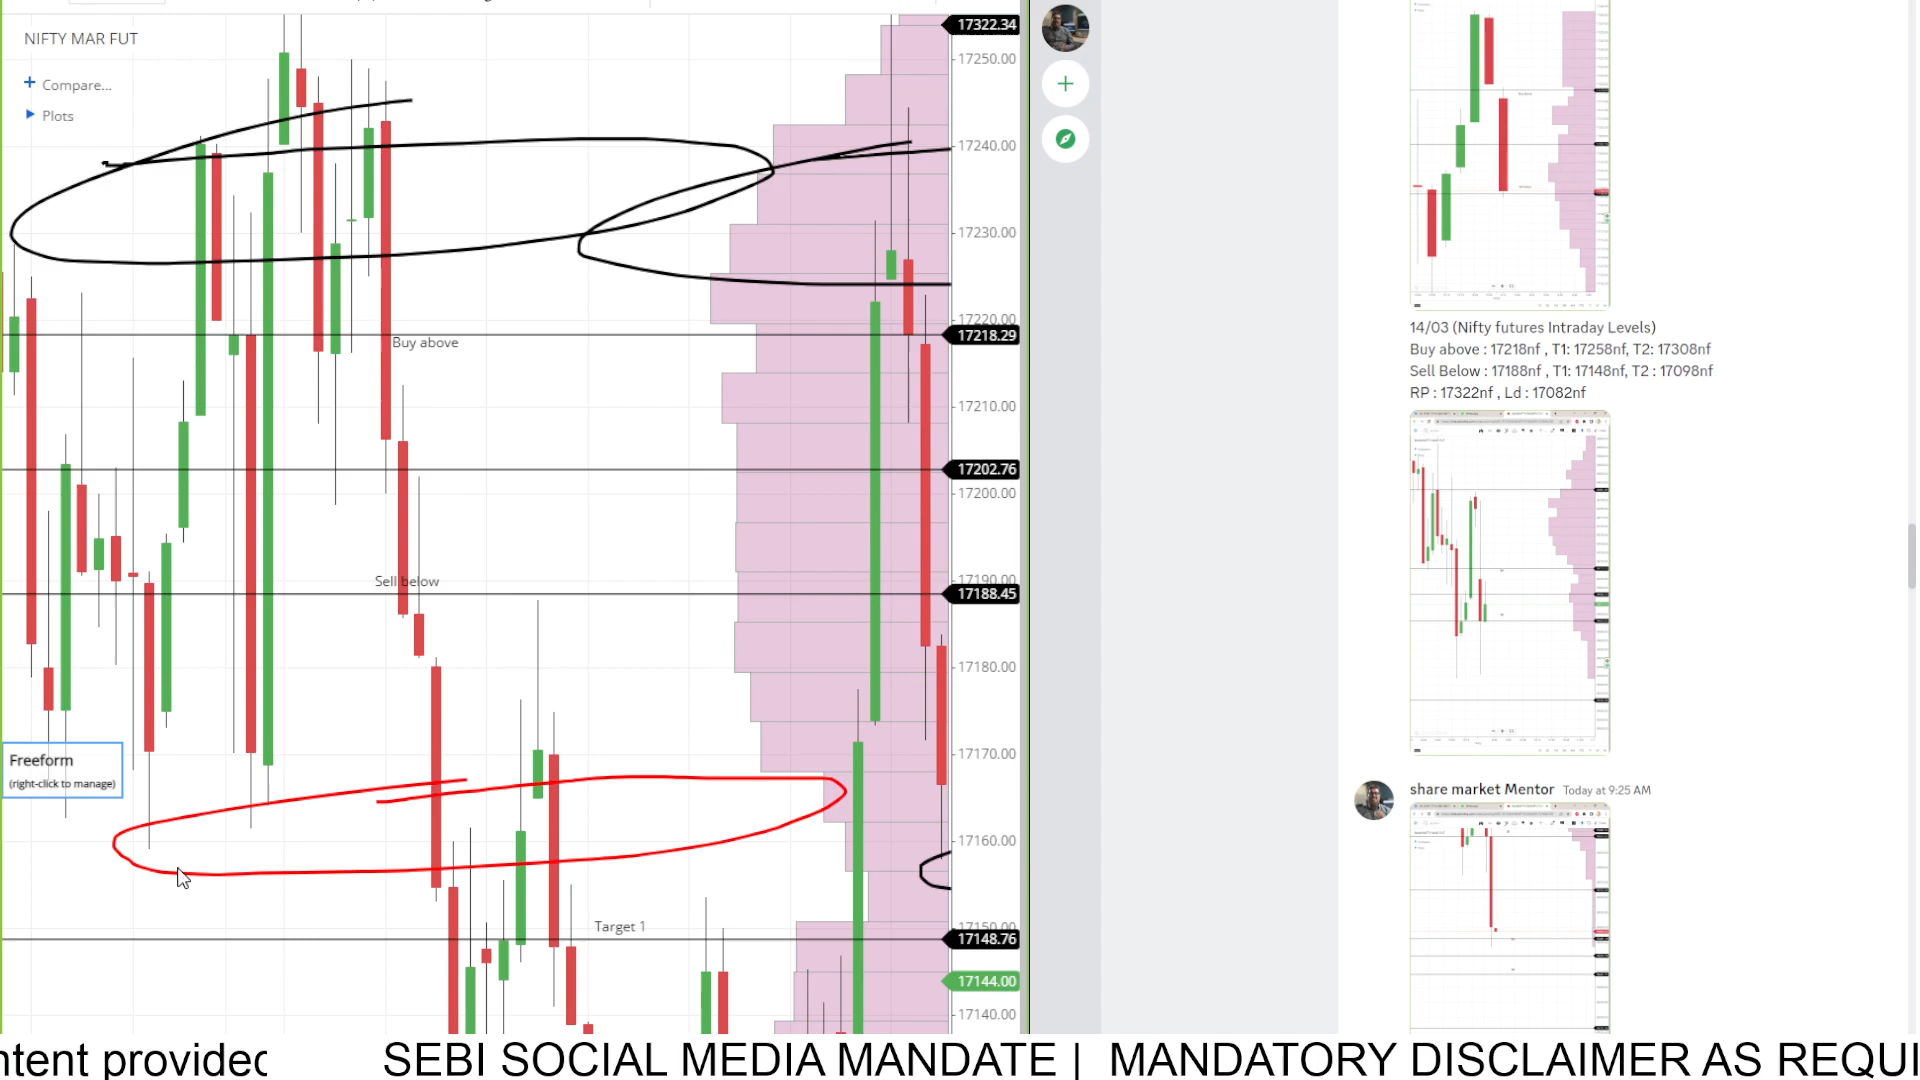 NIFTY MAR FUT
+ Compare...
Plots
17322.34
17250.00
17240.00
17230.00
17220.00
17218.29
Buy above
17210.00
17202.76
17200.00
17190.00
Sell below
17188.45
17180.00
17170.00
Freeform
(right-click to manage)
17160.00
17150.00
Target 1
17148.76
17144.00
17140.00
14/03 (Nifty futures Intraday Levels)
Buy above : 17218nf , T1: 17258nf, T2: 17308nf
Sell Below : 17188nf , T1: 17148nf, T2 : 17098nf
RP : 17322nf , Ld : 17082nf
share market Mentor Today at 9:25 AM
SEBI SOCIAL MEDIA MANDATE | MANDATORY DISCLAIMER AS REQUI